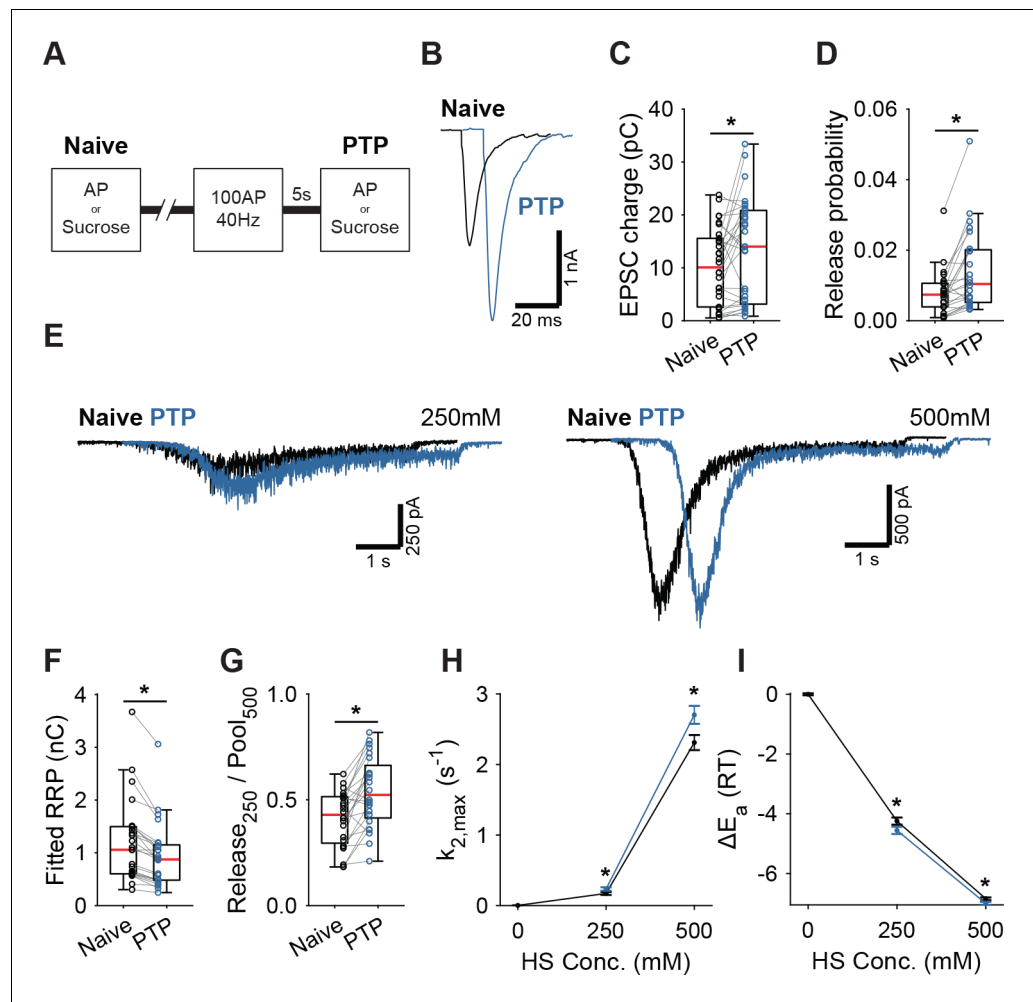 A
Naive
PTP
AP
or
Sucrose
100AP
40Hz
5s
AP
or
Sucrose
B
Naive
PTP
1 nA
20 ms
C
*
EPSC charge (pC)
40
30
20
10
0
Naive
PTP
D
*
Release probability
0.06
0.04
0.02
0.00
Naive
PTP
E
Naive PTP
250mM
250 pA
1 s
Naive PTP
500mM
500 pA
1 s
F
*
Fitted RRP (nC)
4
3
2
1
0
Naive
PTP
G
*
Release250 / Pool500
1.0
0.5
0.0
Naive
PTP
H
*
*
k2,max (s-1)
3
2
1
0
0 250 500
HS Conc. (mM)
I
*
*
ΔEa (RT)
0
-2
-4
-6
0 250 500
HS Conc. (mM)